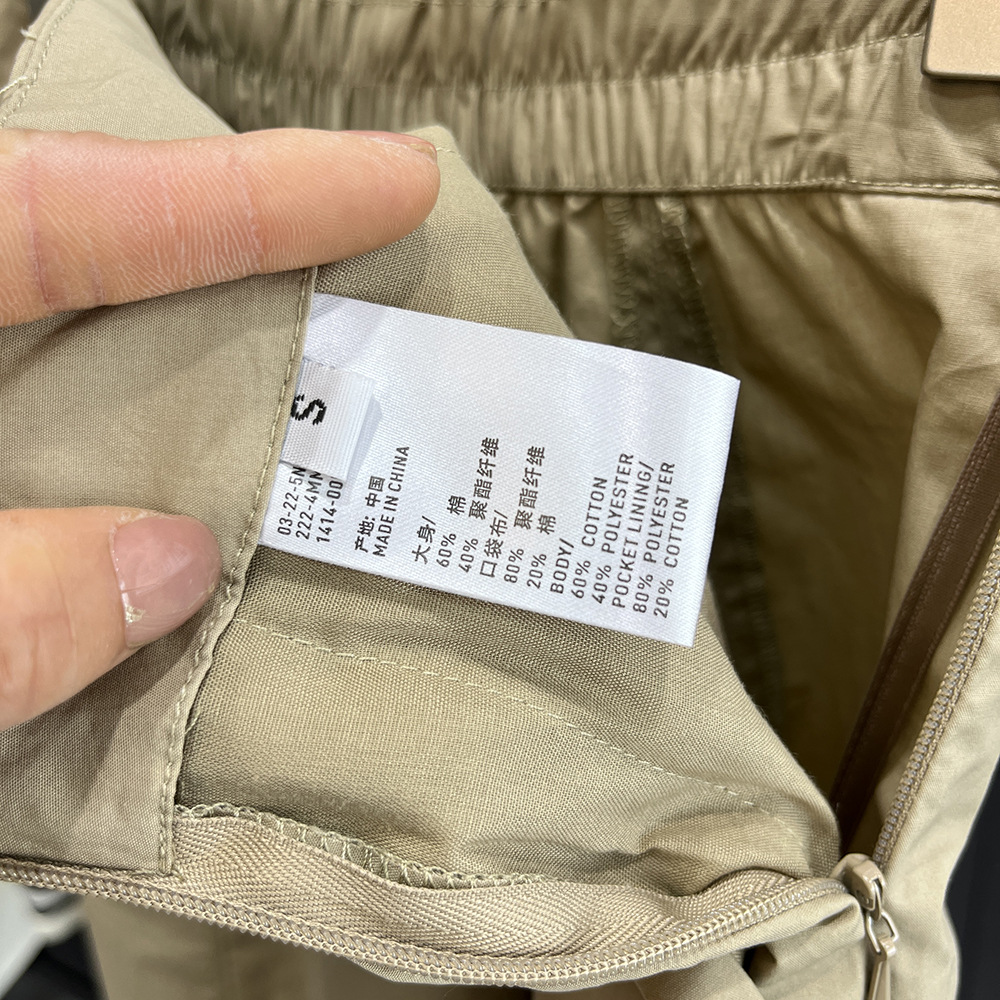 S
03-22-5N
222-4MN
1414-00
产地: 中国
MADE IN CHINA
大身/
60% 棉
40% 聚酯纤维
口袋布/
80% 聚酯纤维
20% 棉
BODY/
60% COTTON
40% POLYESTER
POCKET LINING/
80% POLYESTER
20% COTTON